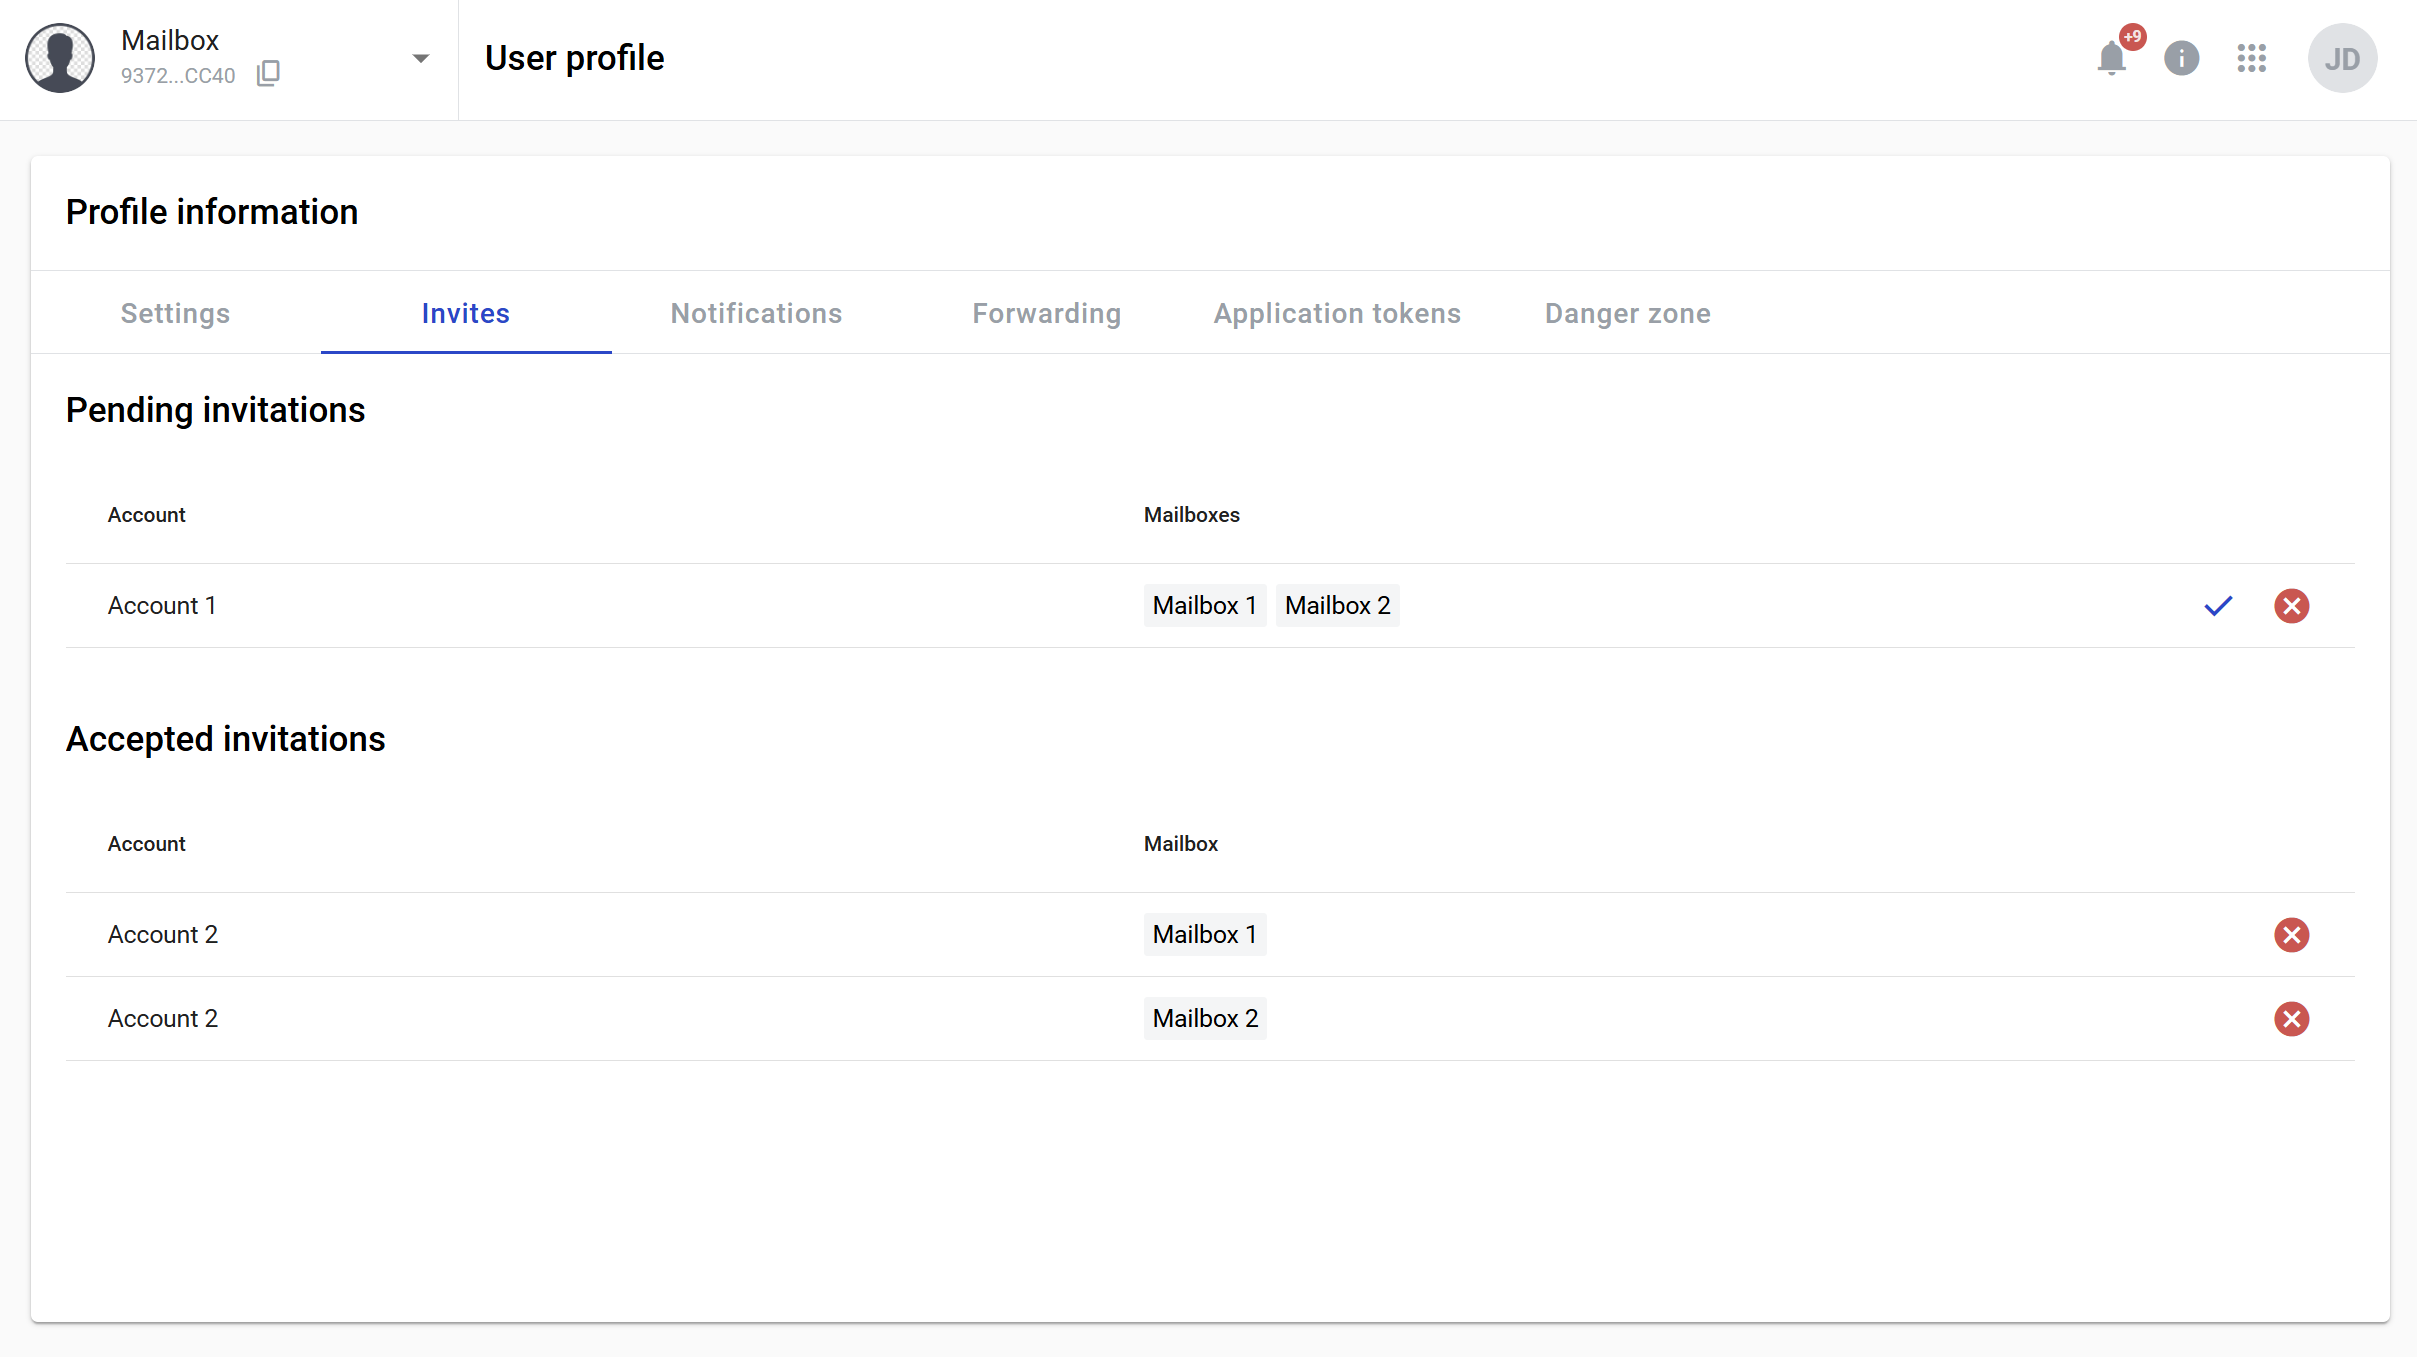 Mailbox
9372...CC40
User profile
+9
JD
Profile information
Settings Invites Notifications Forwarding Application tokens Danger zone
Pending invitations
Account Mailboxes
Account 1 Mailbox 1 Mailbox 2
Accepted invitations
Account Mailbox
Account 2 Mailbox 1
Account 2 Mailbox 2